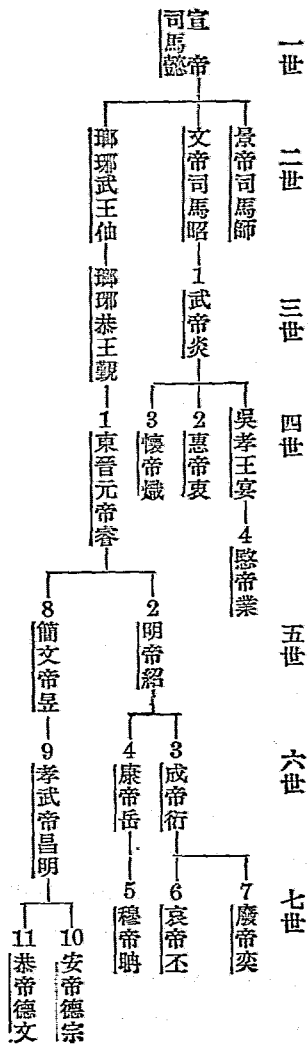 一世
宣帝
司馬懿
二世
景帝司馬師
文帝司馬昭
瑯琊武王伷
三世
1武帝炎
瑯琊恭王覲
四世
吳孝王宴
2惠帝衷
3懷帝熾
1東晉元帝睿
五世
4愍帝業
2明帝紹
8簡文帝昱
六世
3成帝衍
4康帝岳
9孝武帝昌明
七世
7廢帝奕
6哀帝丕
5穆帝聃
10安帝德宗
11恭帝德文